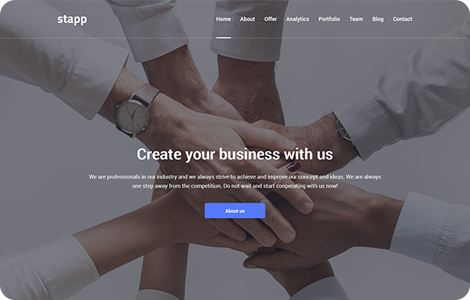 stapp
Home About Offer Analytics Portfolio Team Blog Contact
Create your business with us
We are professionals in our industry and we always strive to achieve and improve our concept and ideas. We are always
one step away from the competition. Do not wait and start cooperating with us now!
About us